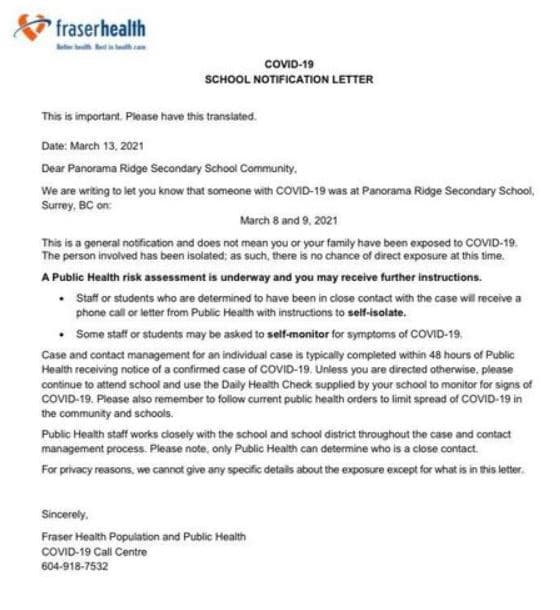 fraserhealth
Better health. Best in health care.
COVID-19
SCHOOL NOTIFICATION LETTER
This is important. Please have this translated.
Date: March 13, 2021
Dear Panorama Ridge Secondary School Community,
We are writing to let you know that someone with COVID-19 was at Panorama Ridge Secondary School,
Surrey, BC on:
March 8 and 9, 2021
This is a general notification and does not mean you or your family have been exposed to COVID-19.
The person involved has been isolated; as such, there is no chance of direct exposure at this time.
A Public Health risk assessment is underway and you may receive further instructions.
• Staff or students who are determined to have been in close contact with the case will receive a
phone call or letter from Public Health with instructions to self-isolate.
• Some staff or students may be asked to self-monitor for symptoms of COVID-19.
Case and contact management for an individual case is typically completed within 48 hours of Public
Health receiving notice of a confirmed case of COVID-19. Unless you are directed otherwise, please
continue to attend school and use the Daily Health Check supplied by your school to monitor for signs of
COVID-19. Please also remember to follow current public health orders to limit spread of COVID-19 in
the community and schools.
Public Health staff works closely with the school and school district throughout the case and contact
management process. Please note, only Public Health can determine who is a close contact.
For privacy reasons, we cannot give any specific details about the exposure except for what is in this letter.
Sincerely,
Fraser Health Population and Public Health
COVID-19 Call Centre
604-918-7532